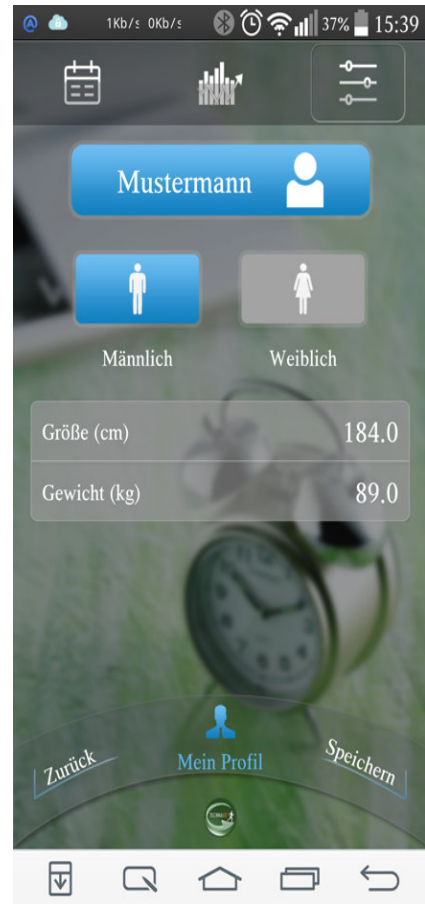 1Kb/s 0Kb/s 37% 15:39
Mustermann
Männlich Weiblich
Größe (cm) 184.0
Gewicht (kg) 89.0
Zurück Mein Profil Speichern